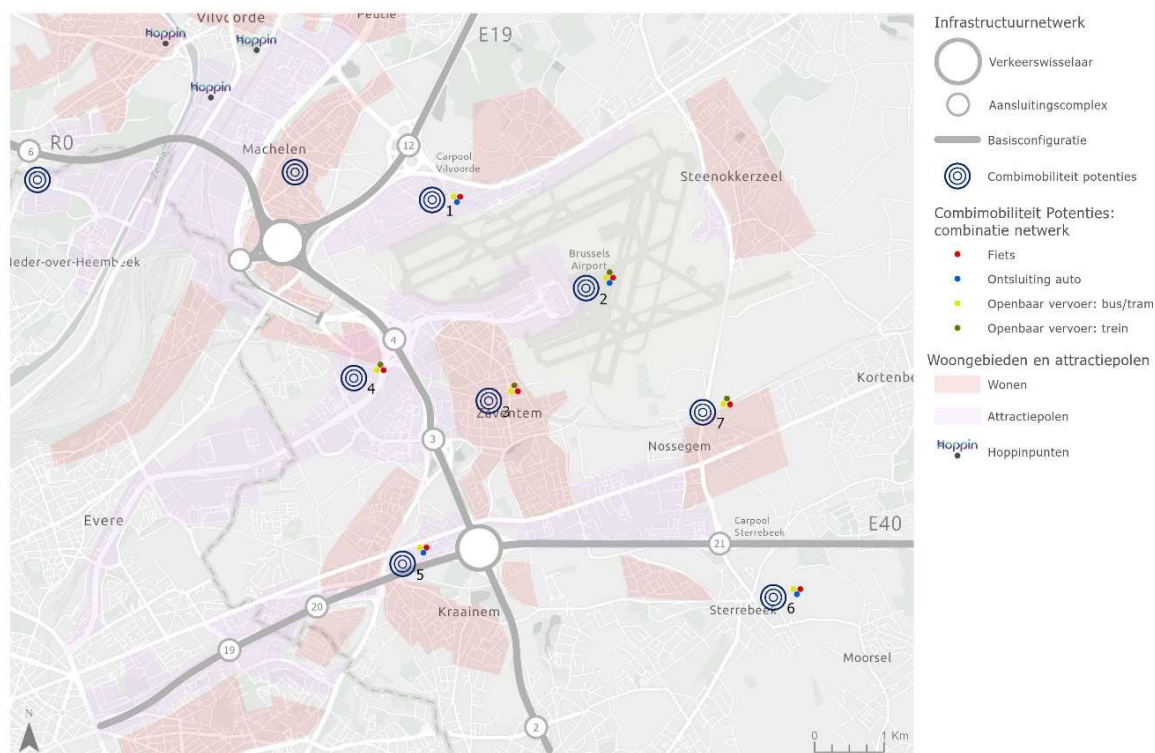 Vilvoorde
Peutie
Hoppin
Hoppin
Hoppin
E19
R0
6
Machelen
12
Carpool
Vilvoorde
Steenokkerzeel
1
Zenne
Neder-over-Heembeek
Brussels
Airport
2
4
4
3
Zaventem
Kortenbe
7
3
Nossegem
Evere
Carpool
Sterrebeek
E40
21
5
20
Kraainem
6
Sterrebeek
19
Moorsel
2
N
0
1 Km
Infrastructuurnetwerk
Verkeerswisselaar
Aansluitingscomplex
Basisconfiguratie
Combimobiliteit potenties
Combimobiliteit Potenties:
combinatie netwerk
Fiets
Ontsluiting auto
Openbaar vervoer: bus/tram
Openbaar vervoer: trein
Woongebieden en attractiepolen
Wonen
Attractiepolen
Hoppin
Hoppinpunten